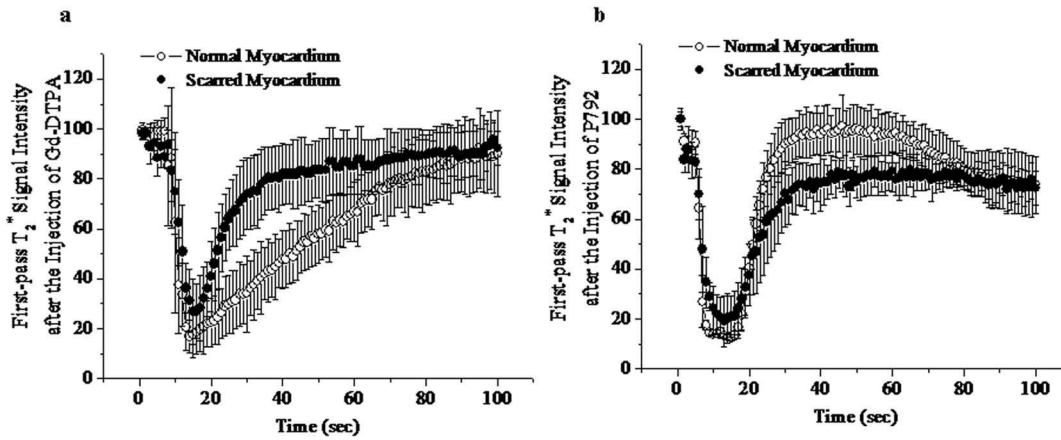 a
Normal Myocardium
Scarred Myocardium
First-pass T2* Signal Intensity
after the Injection of Gd-DTPA
120
100
80
60
40
20
0
0 20 40 60 80 100
Time (sec)
b
Normal Myocardium
Scarred Myocardium
First-pass T2* Signal Intensity
after the Injection of P792
120
100
80
60
40
20
0
0 20 40 60 80 100
Time (sec)